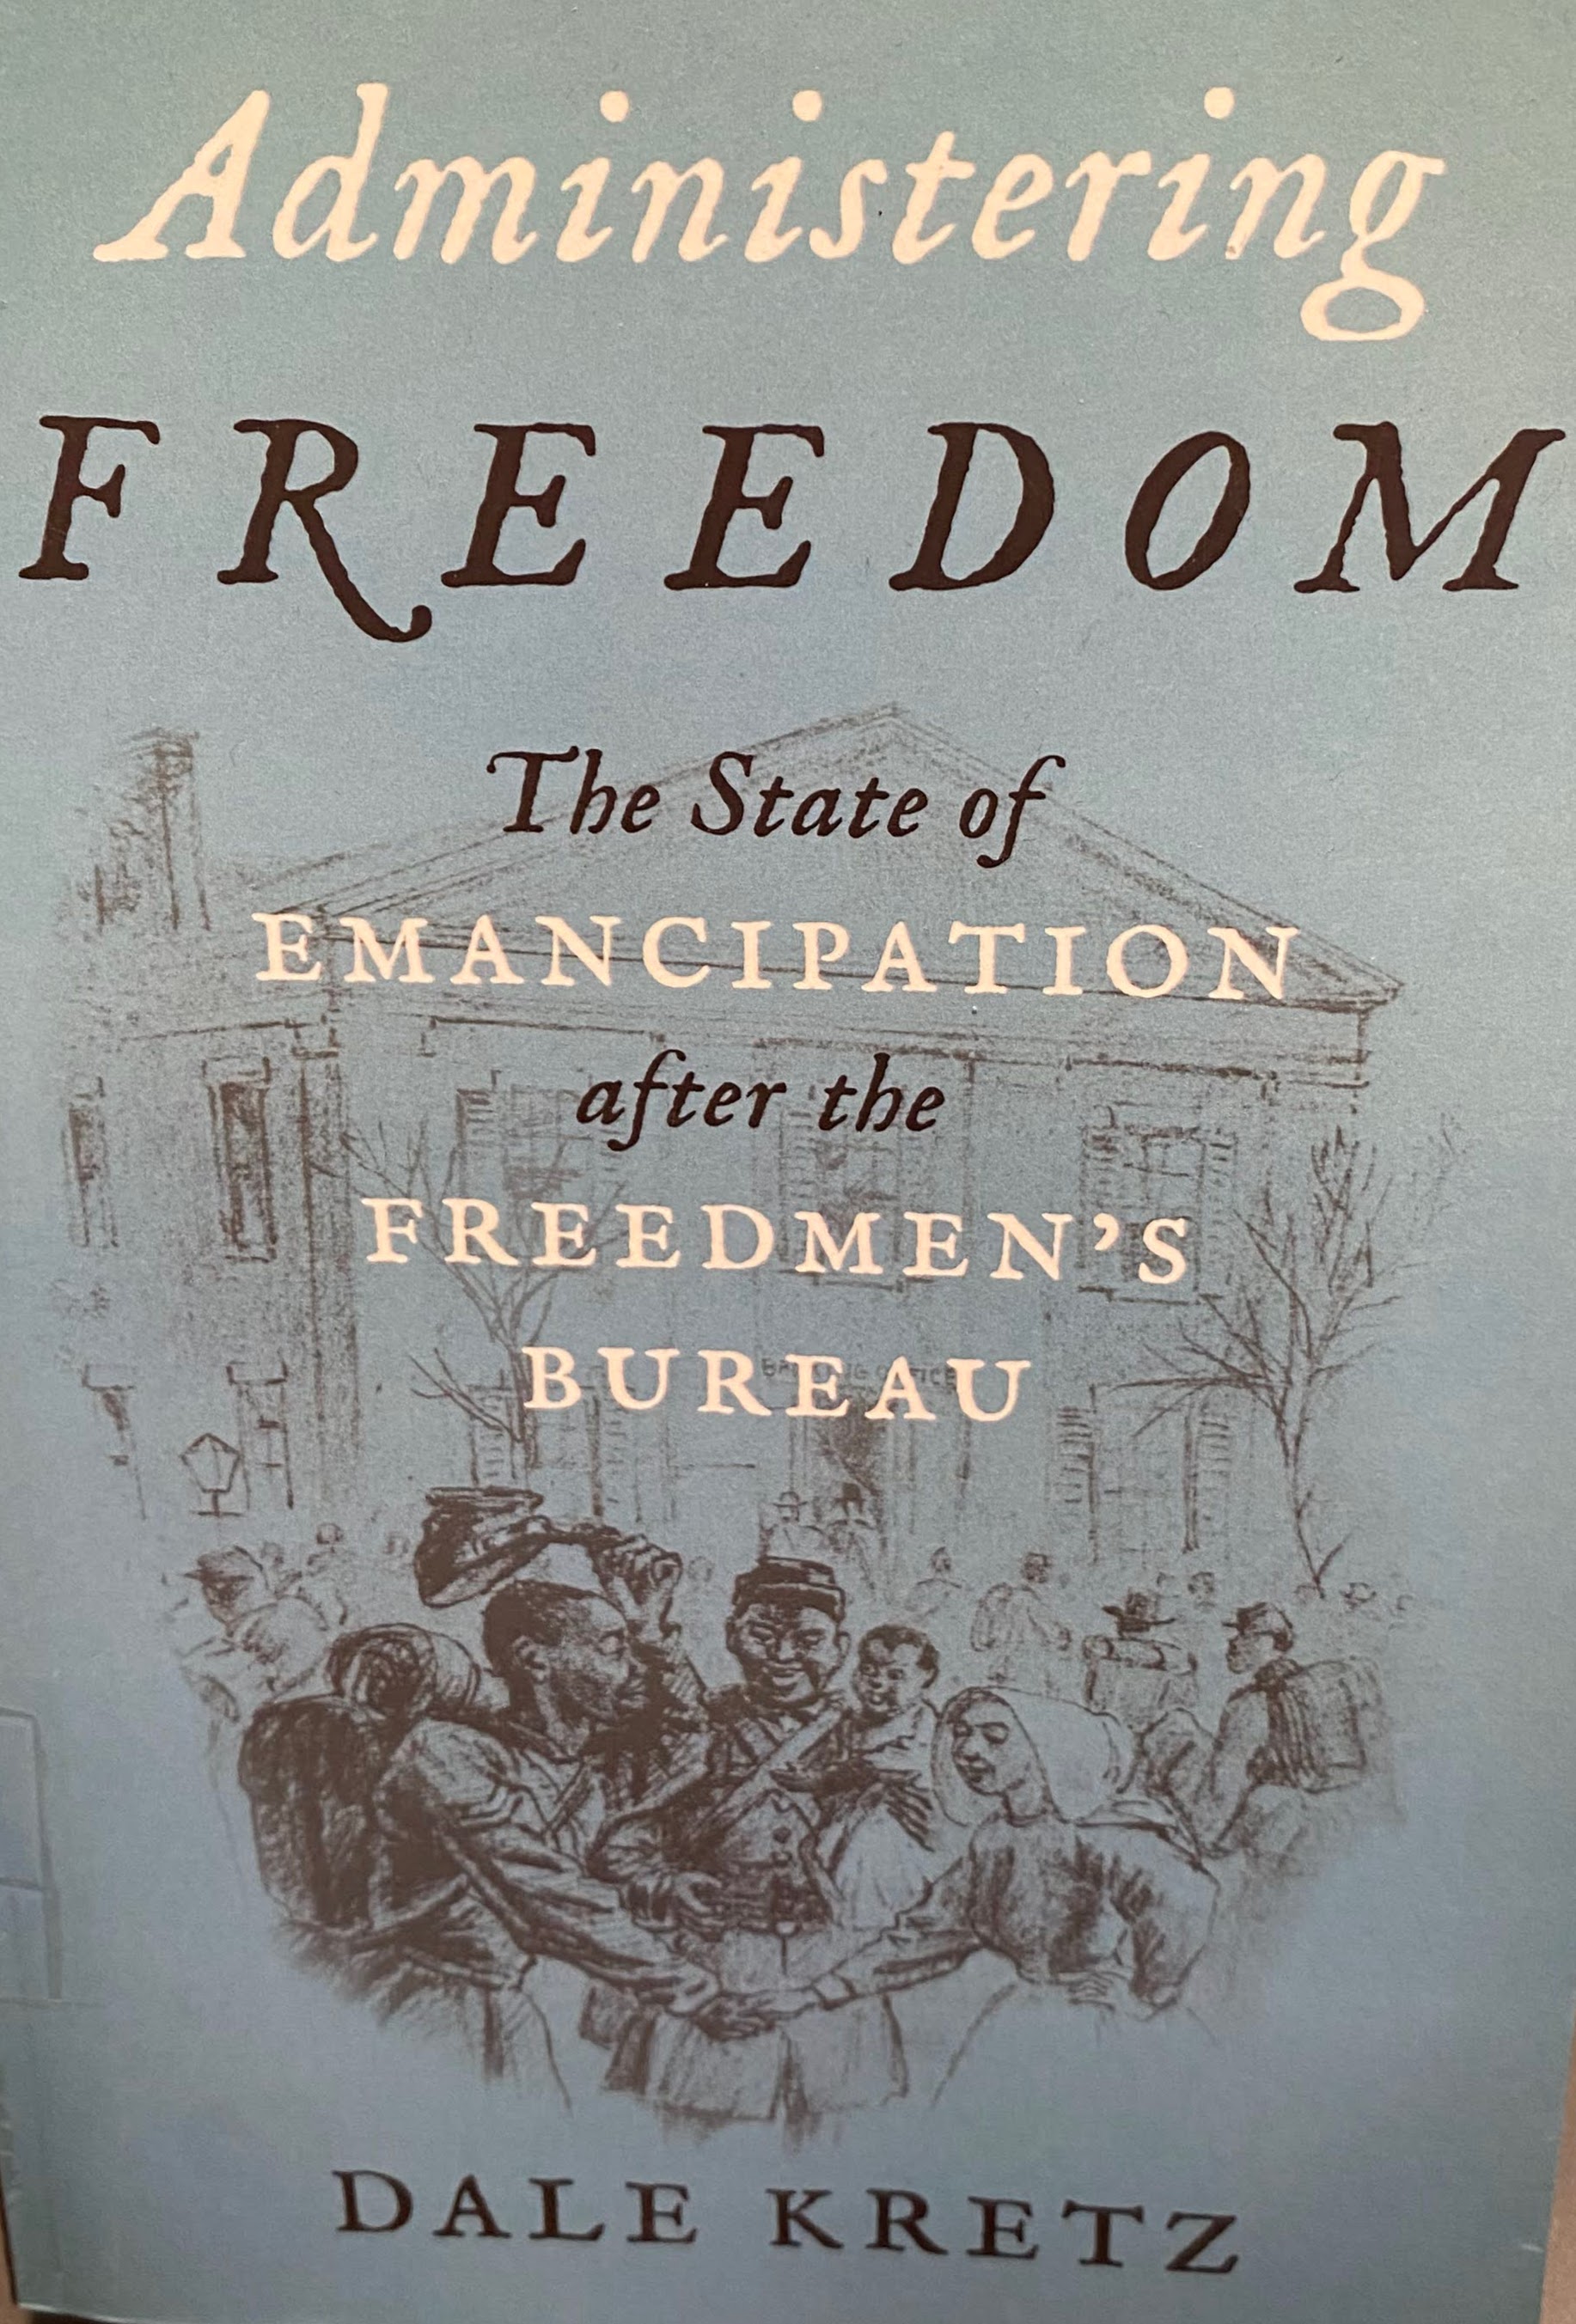 Administering
FREEDOM
The State of
EMANCIPATION
after the
FREEDMEN'S
BUREAU
DALE KRETZ